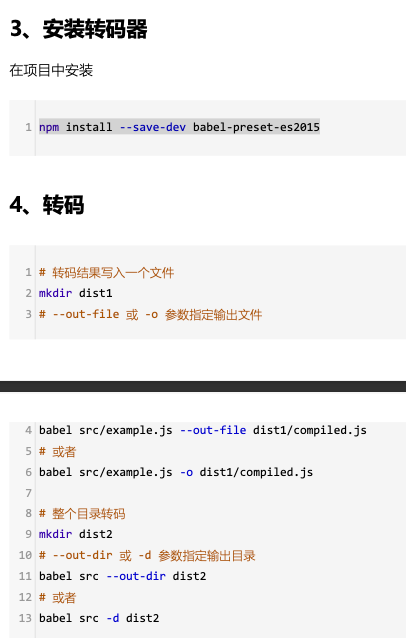 3、安装转码器
在项目中安装
1 npm install --save-dev babel-preset-es2015
4、转码
1 # 转码结果写入一个文件
2 mkdir dist1
3 # --out-file 或 -o 参数指定输出文件
4 babel src/example.js --out-file dist1/compiled.js
5 # 或者
6 babel src/example.js -o dist1/compiled.js
7
8 # 整个目录转码
9 mkdir dist2
10 # --out-dir 或 -d 参数指定输出目录
11 babel src --out-dir dist2
12 # 或者
13 babel src -d dist2